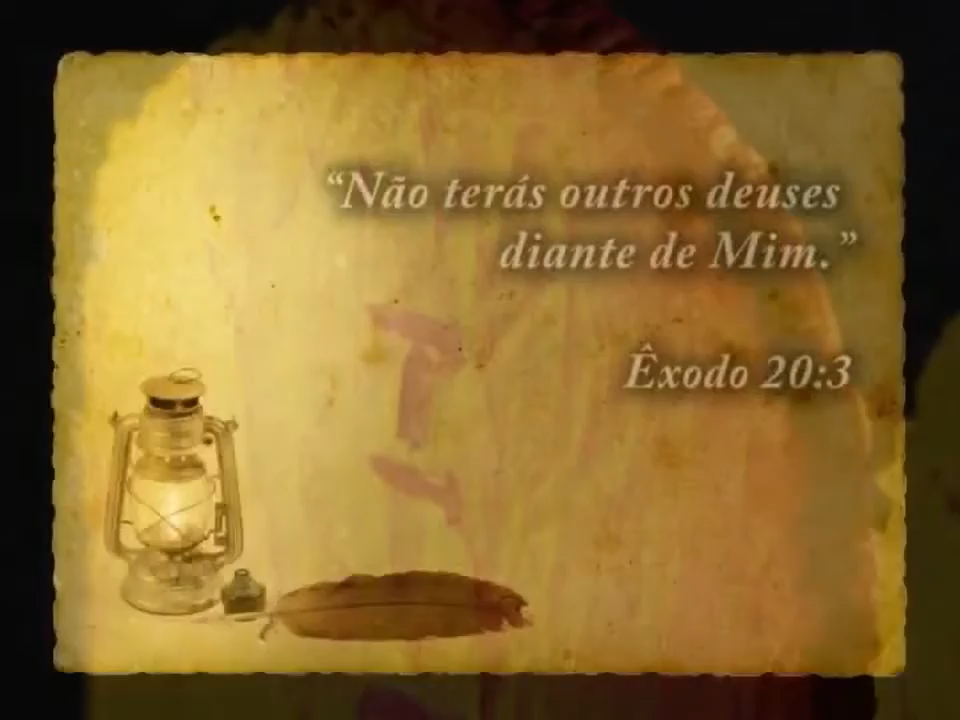 “Não terás outros deuses
diante de Mim.”
Êxodo 20:3